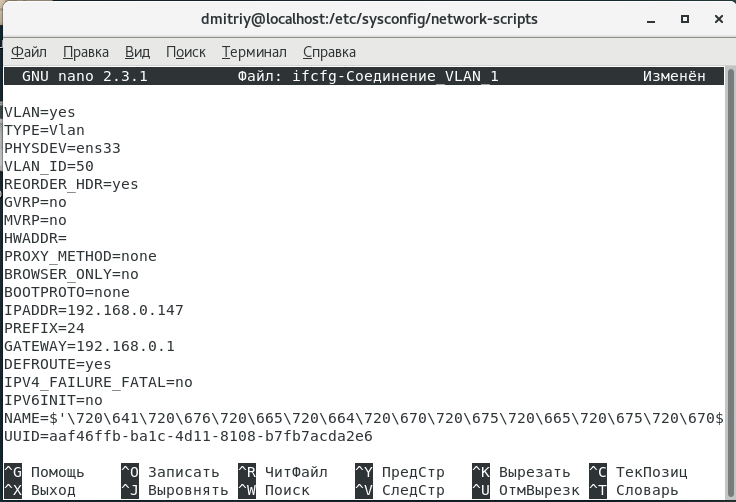 dmitriy@localhost:/etc/sysconfig/network-scripts
Файл Правка Вид Поиск Терминал Справка
GNU nano 2.3.1 Файл: ifcfg-Соединение_VLAN_1 Изменён
VLAN=yes
TYPE=Vlan
PHYSDEV=ens33
VLAN_ID=50
REORDER_HDR=yes
GVRP=no
MVRP=no
HWADDR=
PROXY_METHOD=none
BROWSER_ONLY=no
BOOTPROTO=none
IPADDR=192.168.0.147
PREFIX=24
GATEWAY=192.168.0.1
DEFROUTE=yes
IPV4_FAILURE_FATAL=no
IPV6INIT=no
NAME=$'\720\641\720\676\720\665\720\664\720\670\720\675\720\665\720\675\720\670$
UUID=aaf46ffb-ba1c-4d11-8108-b7fb7acda2e6
^G Помощь ^O Записать ^R ЧитФайл ^Y ПредСтр ^K Вырезать ^C ТекПозиц
^X Выход ^J Выровнять ^W Поиск ^V СледСтр ^U ОтмВырезк ^T Словарь